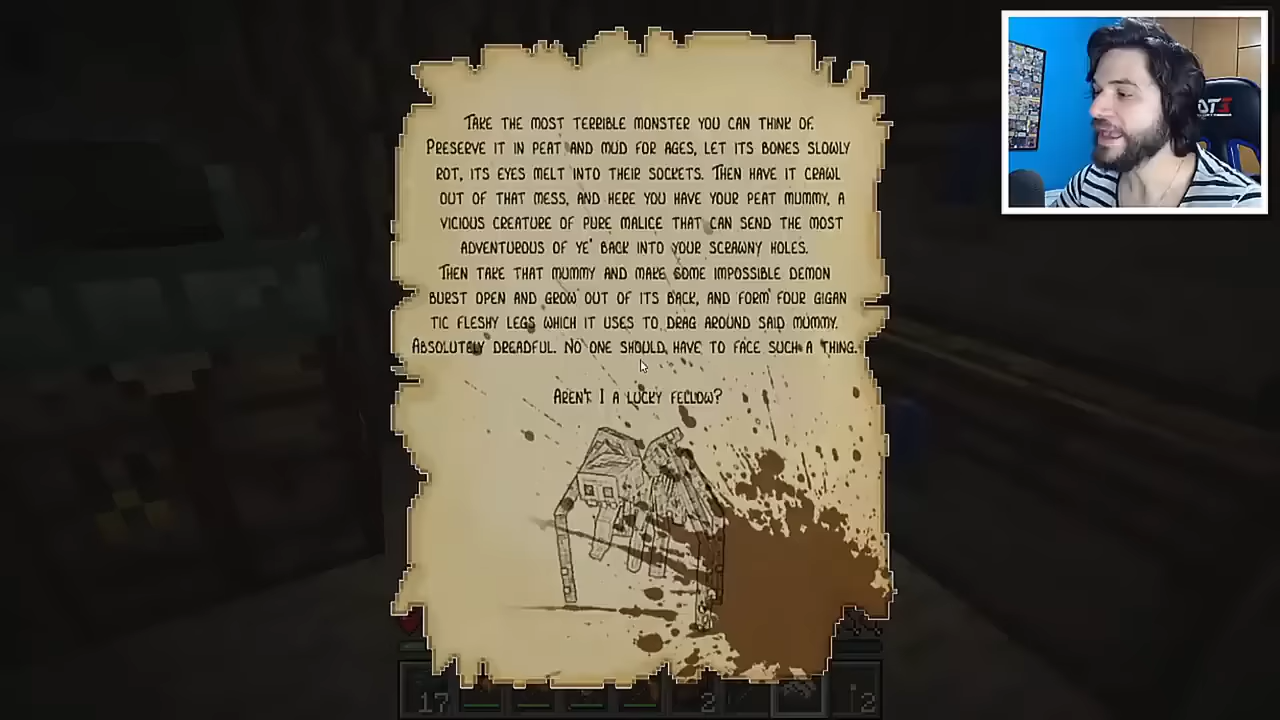 TAKE THE MOST TERRIBLE MONSTER YOU CAN THINK OF.
PRESERVE IT IN PEAT AND MUD FOR AGES, LET ITS BONES SLOWLY
ROT, ITS EYES MELT INTO THEIR SOCKETS. THEN HAVE IT CRAWL
OUT OF THAT MESS, AND HERE YOU HAVE YOUR PEAT MUMMY, A
VICIOUS CREATURE OF PURE MALICE THAT CAN SEND THE MOST
ADVENTUROUS OF YE' BACK INTO YOUR SCRAWNY HOLES.
THEN TAKE THAT MUMMY AND MAKE SOME IMPOSSIBLE DEMON
BURST OPEN AND GROW OUT OF ITS BACK, AND FORM FOUR GIGAN
TIC FLESHY LEGS WHICH IT USES TO DRAG AROUND SAID MUMMY.
ABSOLUTELY DREADFUL. NO ONE SHOULD HAVE TO FACE SUCH A THING.
AREN'T I A LUCKY FELLOW?
17
2
2